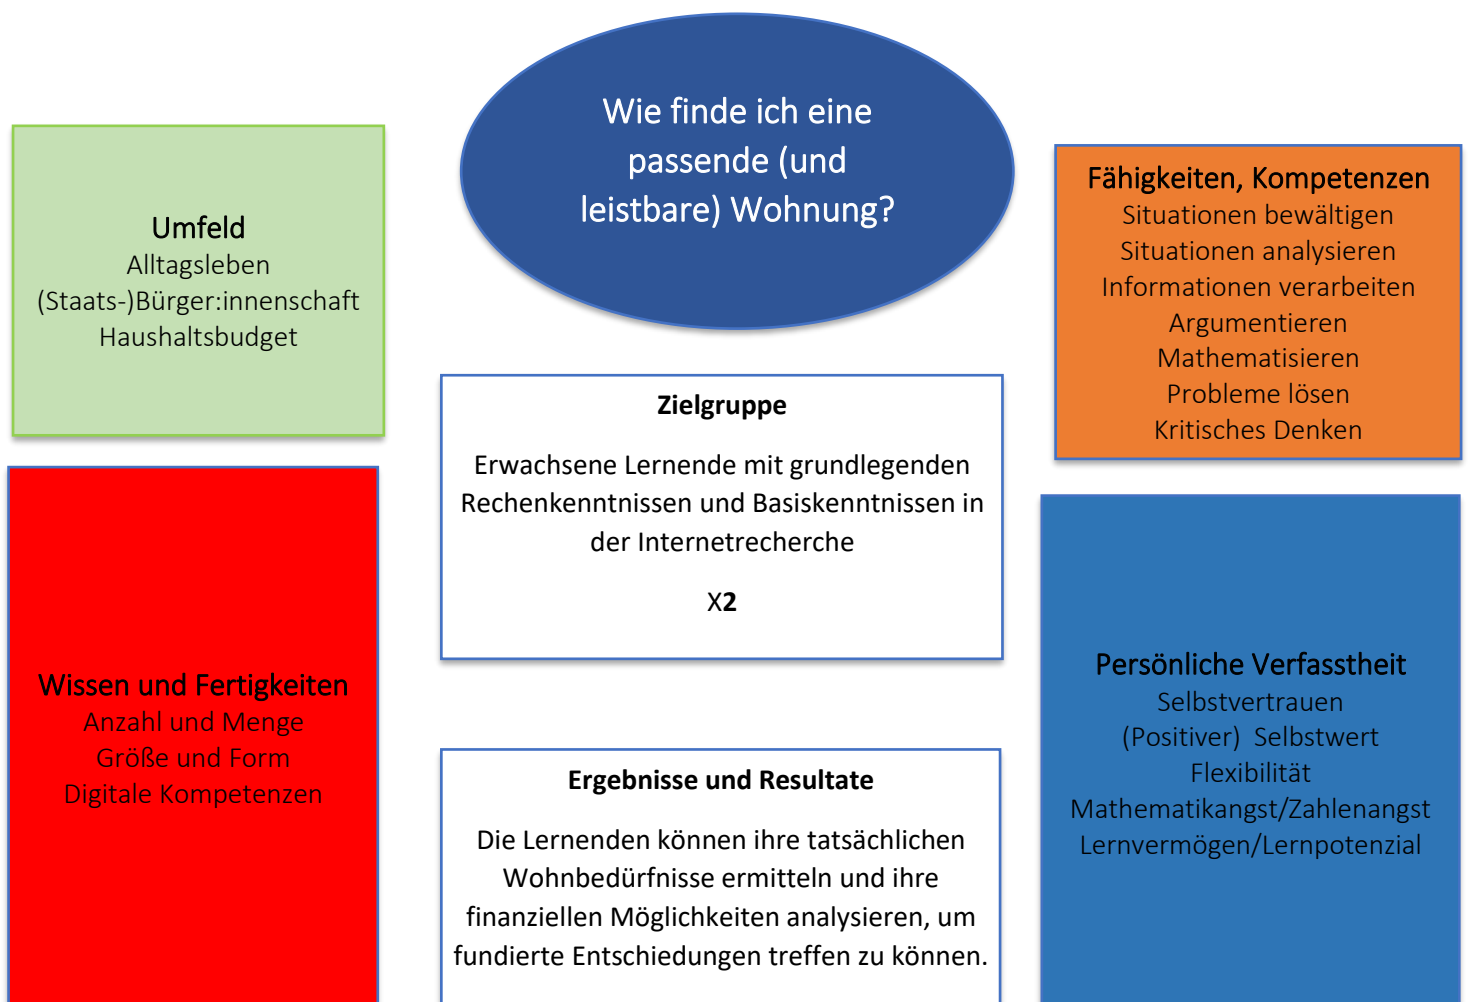 Wie finde ich eine
passende (und
leistbare) Wohnung?
Umfeld
Alltagsleben
(Staats-)Bürger:innenschaft
Haushaltsbudget
Fähigkeiten, Kompetenzen
Situationen bewältigen
Situationen analysieren
Informationen verarbeiten
Argumentieren
Mathematisieren
Probleme lösen
Kritisches Denken
Zielgruppe
Erwachsene Lernende mit grundlegenden
Rechenkenntnissen und Basiskenntnissen in
der Internetrecherche
X2
Wissen und Fertigkeiten
Anzahl und Menge
Größe und Form
Digitale Kompetenzen
Persönliche Verfasstheit
Selbstvertrauen
(Positiver) Selbstwert
Flexibilität
Mathematikangst/Zahlenangst
Lernvermögen/Lernpotenzial
Ergebnisse und Resultate
Die Lernenden können ihre tatsächlichen
Wohnbedürfnisse ermitteln und ihre
finanziellen Möglichkeiten analysieren, um
fundierte Entschiedungen treffen zu können.